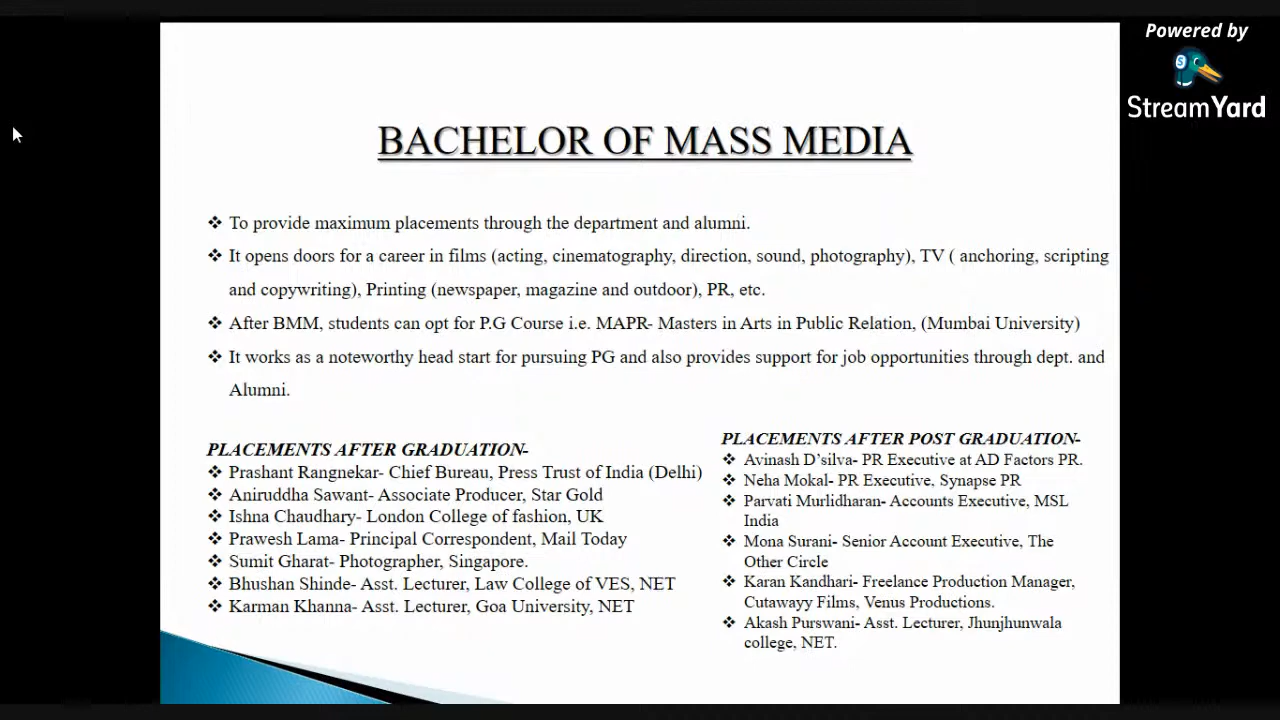 Powered by
StreamYard
BACHELOR OF MASS MEDIA
❖ To provide maximum placements through the department and alumni.
❖ It opens doors for a career in films (acting, cinematography, direction, sound, photography), TV ( anchoring, scripting
and copywriting), Printing (newspaper, magazine and outdoor), PR, etc.
❖ After BMM, students can opt for P.G Course i.e. MAPR- Masters in Arts in Public Relation, (Mumbai University)
❖ It works as a noteworthy head start for pursuing PG and also provides support for job opportunities through dept. and
Alumni.
PLACEMENTS AFTER GRADUATION-
❖ Prashant Rangnekar- Chief Bureau, Press Trust of India (Delhi)
❖ Aniruddha Sawant- Associate Producer, Star Gold
❖ Ishna Chaudhary- London College of fashion, UK
❖ Prawesh Lama- Principal Correspondent, Mail Today
❖ Sumit Gharat- Photographer, Singapore.
❖ Bhushan Shinde- Asst. Lecturer, Law College of VES, NET
❖ Karman Khanna- Asst. Lecturer, Goa University, NET
PLACEMENTS AFTER POST GRADUATION-
❖ Avinash D’silva- PR Executive at AD Factors PR.
❖ Neha Mokal- PR Executive, Synapse PR
❖ Parvati Murlidharan- Accounts Executive, MSL
India
❖ Mona Surani- Senior Account Executive, The
Other Circle
❖ Karan Kandhari- Freelance Production Manager,
Cutawayy Films, Venus Productions.
❖ Akash Purswani- Asst. Lecturer, Jhunjhunwala
college, NET.